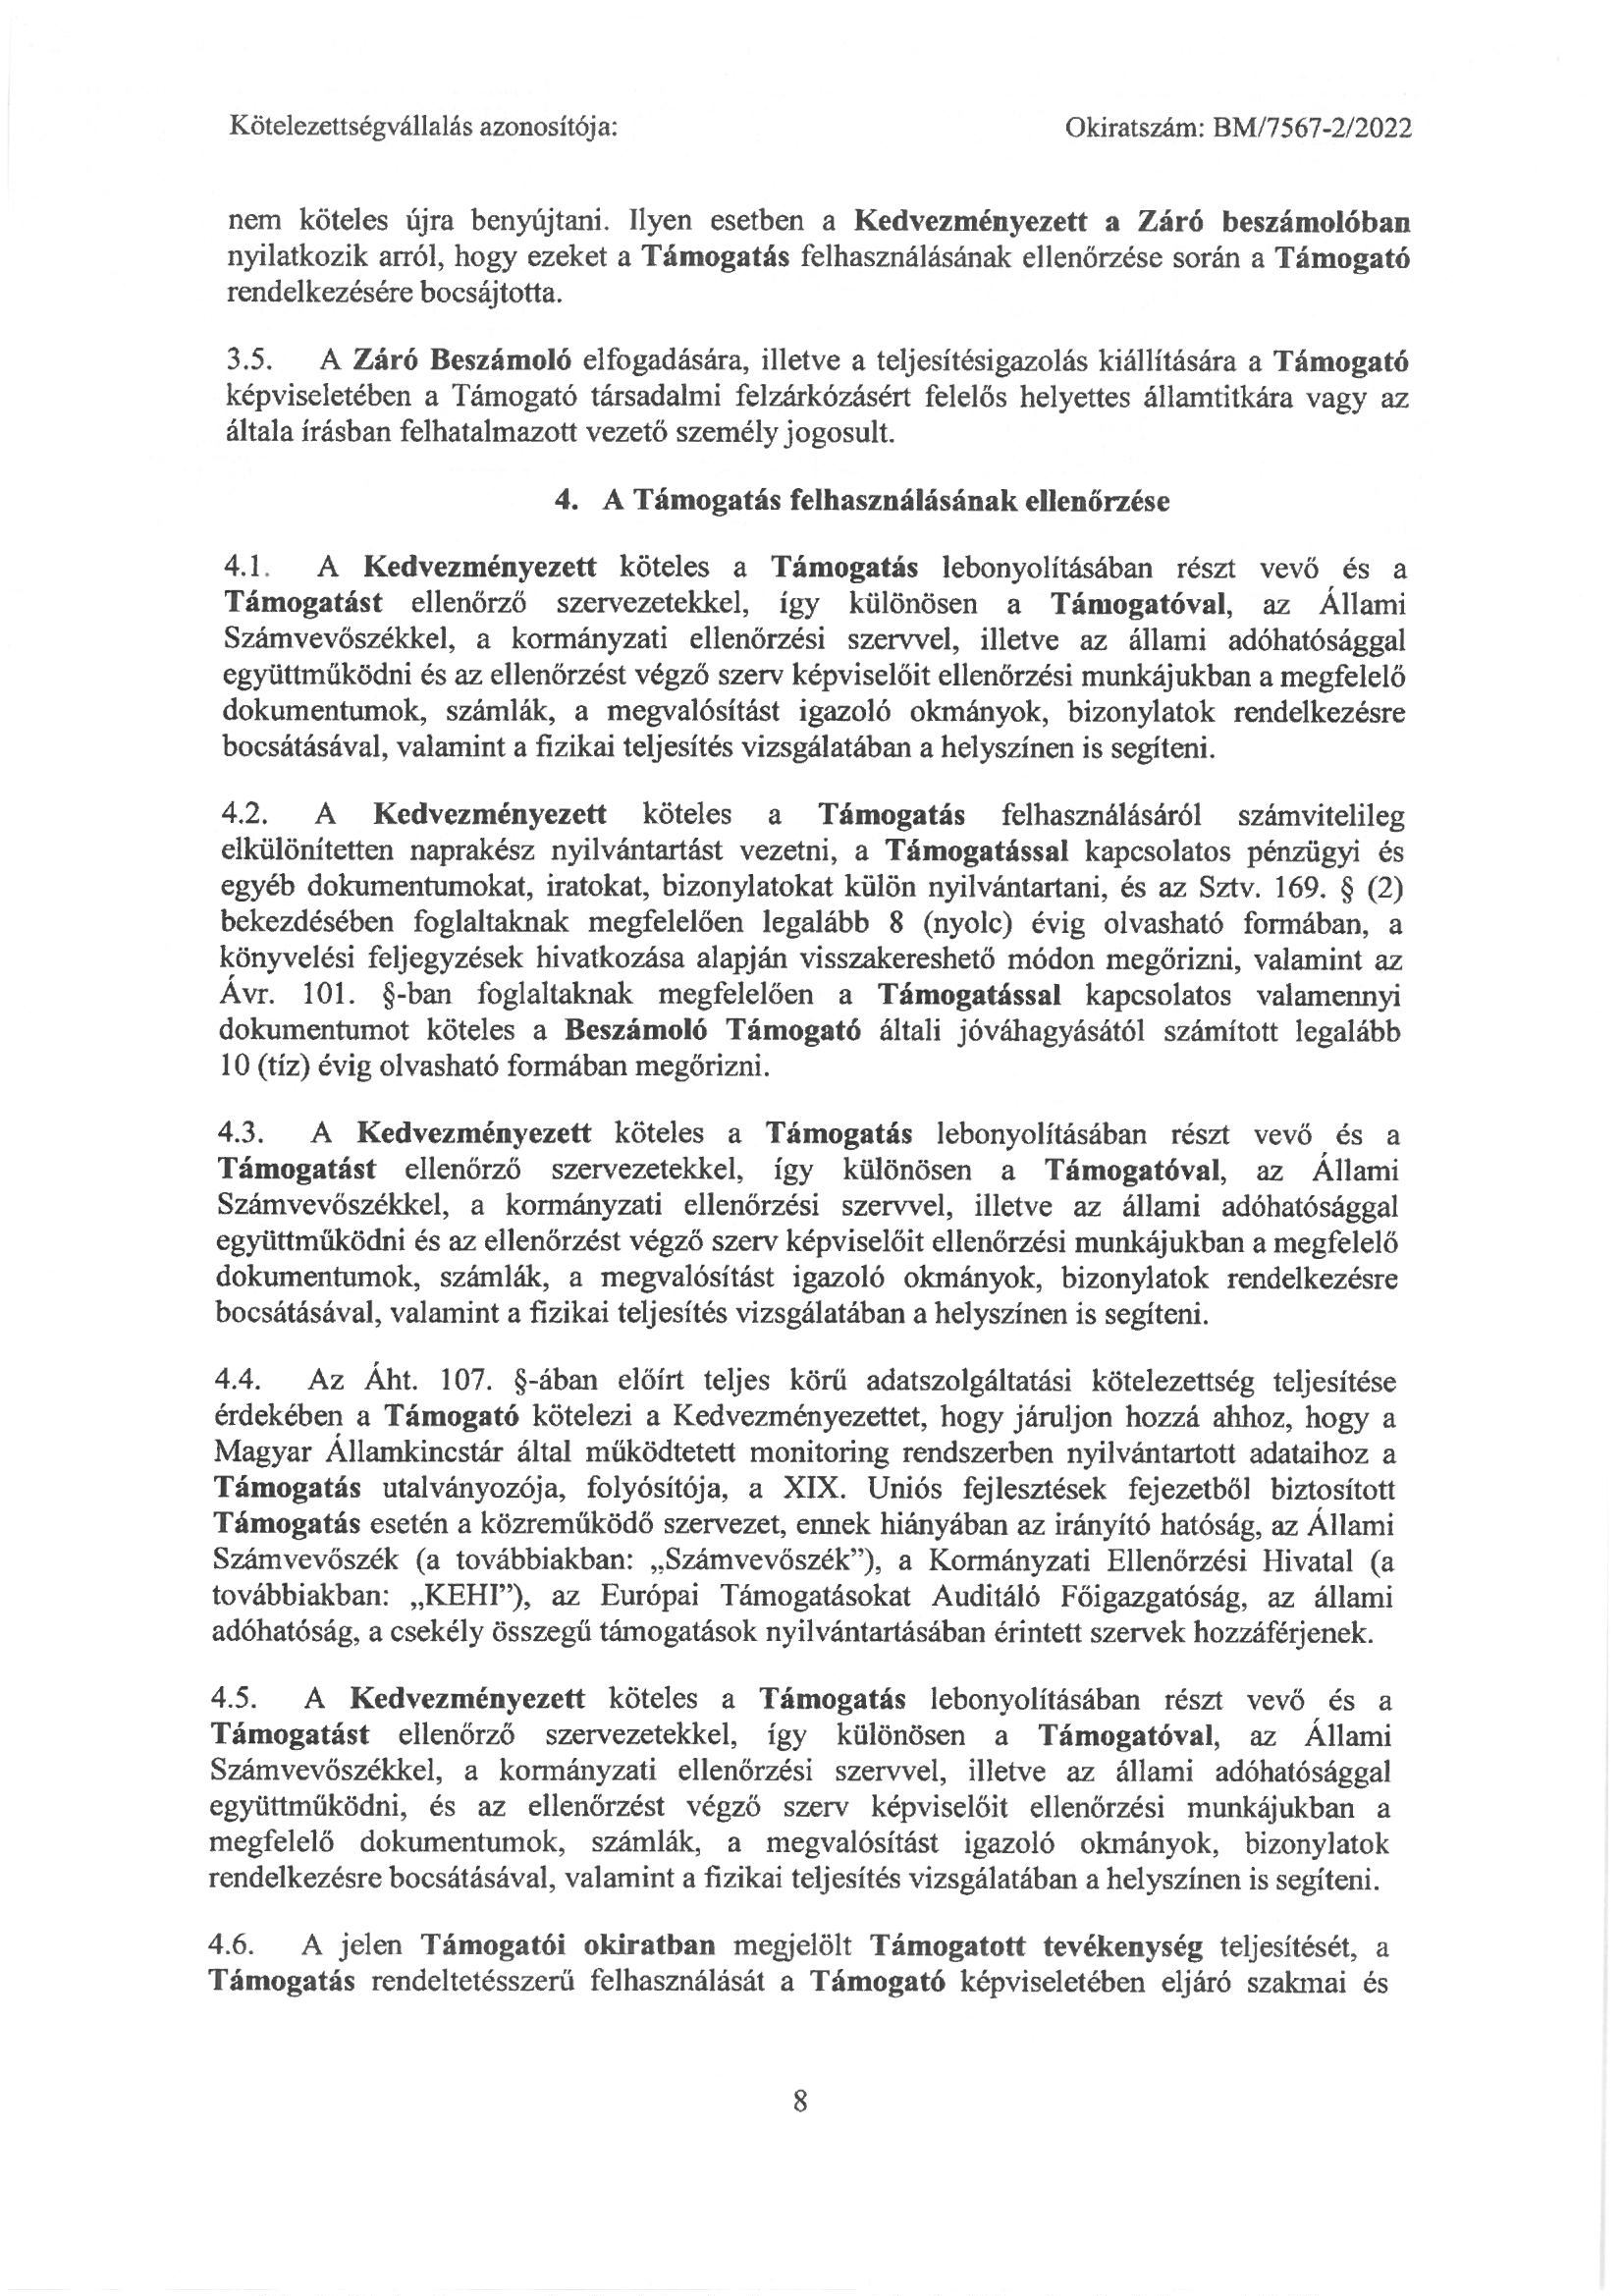 Kötelezettségvállalás azonosítója:
Okiratszám: BM/7567-2/2022
nem köteles újra benyújtani. Ilyen esetben a Kedvezményezett a Záró beszámolóban
nyilatkozik arról, hogy ezeket a Támogatás felhasználásának ellenőrzése során a Támogató
rendelkezésére bocsájtotta.
3.5. A Záró Beszámoló elfogadására, illetve a teljesítésigazolás kiállítására a Támogató
képviseletében a Támogató társadalmi felzárkózásért felelős helyettes államtitkára vagy az
általa írásban felhatalmazott vezető személy jogosult.
4. A Támogatás felhasználásának ellenőrzése
4.1. A Kedvezményezett köteles a Támogatás lebonyolításában részt vevő és a
Támogatást ellenőrző szervezetekkel, így különösen a Támogatóval, az Állami
Számvevőszékkel, a kormányzati ellenőrzési szervvel, illetve az állami adóhatósággal
együttműködni és az ellenőrzést végző szerv képviselőit ellenőrzési munkájukban a megfelelő
dokumentumok, számlák, a megvalósítást igazoló okmányok, bizonylatok rendelkezésre
bocsátásával, valamint a fizikai teljesítés vizsgálatában a helyszínen is segíteni.
4.2. A Kedvezményezett köteles a Támogatás felhasználásáról számvitelileg
elkülönítetten naprakész nyilvántartást vezetni, a Támogatással kapcsolatos pénzügyi és
egyéb dokumentumokat, iratokat, bizonylatokat külön nyilvántartani, és az Sztv. 169. § (2)
bekezdésében foglaltaknak megfelelően legalább 8 (nyolc) évig olvasható formában, a
könyvelési feljegyzések hivatkozása alapján visszakereshető módon megőrizni, valamint az
Ávr. 101. §-ban foglaltaknak megfelelően a Támogatással kapcsolatos valamennyi
dokumentumot köteles a Beszámoló Támogató általi jóváhagyásától számított legalább
10 (tíz) évig olvasható formában megőrizni.
4.3. A Kedvezményezett köteles a Támogatás lebonyolításában részt vevő és a
Támogatást ellenőrző szervezetekkel, így különösen a Támogatóval, az Állami
Számvevőszékkel, a kormányzati ellenőrzési szervvel, illetve az állami adóhatósággal
együttműködni és az ellenőrzést végző szerv képviselőit ellenőrzési munkájukban a megfelelő
dokumentumok, számlák, a megvalósítást igazoló okmányok, bizonylatok rendelkezésre
bocsátásával, valamint a fizikai teljesítés vizsgálatában a helyszínen is segíteni.
4.4. Az Áht. 107. §-ában előírt teljes körű adatszolgáltatási kötelezettség teljesítése
érdekében a Támogató kötelezi a Kedvezményezettet, hogy járuljon hozzá ahhoz, hogy a
Magyar Államkincstár által működtetett monitoring rendszerben nyilvántartott adataihoz a
Támogatás utalványozója, folyósítója, a XIX. Uniós fejlesztések fejezetből biztosított
Támogatás esetén a közreműködő szervezet, ennek hiányában az irányító hatóság, az Állami
Számvevőszék (a továbbiakban: „Számvevőszék”), a Kormányzati Ellenőrzési Hivatal (a
továbbiakban: „KEHI”), az Európai Támogatásokat Auditáló Főigazgatóság, az állami
adóhatóság, a csekély összegű támogatások nyilvántartásában érintett szervek hozzáférjenek.
4.5. A Kedvezményezett köteles a Támogatás lebonyolításában részt vevő és a
Támogatást ellenőrző szervezetekkel, így különösen a Támogatóval, az Állami
Számvevőszékkel, a kormányzati ellenőrzési szervvel, illetve az állami adóhatósággal
együttműködni, és az ellenőrzést végző szerv képviselőit ellenőrzési munkájukban a
megfelelő dokumentumok, számlák, a megvalósítást igazoló okmányok, bizonylatok
rendelkezésre bocsátásával, valamint a fizikai teljesítés vizsgálatában a helyszínen is segíteni.
4.6. A jelen Támogatói okiratban megjelölt Támogatott tevékenység teljesítését, a
Támogatás rendeltetésszerű felhasználását a Támogató képviseletében eljáró szakmai és
8